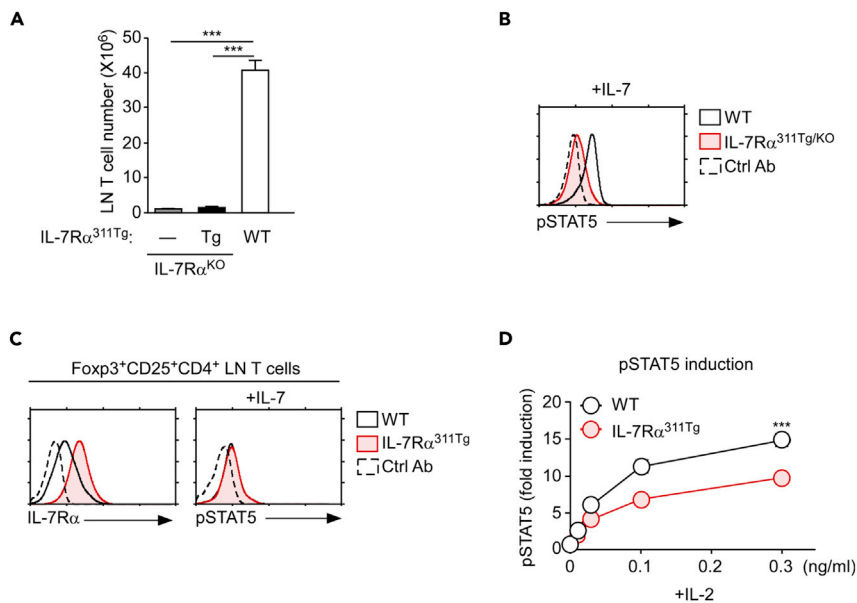 A
LN T cell number (X10⁶)
50
40
30
20
10
0
***
***
IL-7Rα³¹¹ᵀᵍ: — Tg WT
IL-7Rαᴷᴼ
B
+IL-7
WT
IL-7Rα³¹¹ᵀᵍ/ᴷᴼ
Ctrl Ab
pSTAT5
C
Foxp3⁺CD25⁺CD4⁺ LN T cells
+IL-7
WT
IL-7Rα³¹¹ᵀᵍ
Ctrl Ab
IL-7Rα
pSTAT5
D
pSTAT5 induction
pSTAT5 (fold induction)
20
15
10
5
0
WT
IL-7Rα³¹¹ᵀᵍ
***
0 0.1 0.2 0.3 (ng/ml)
+IL-2